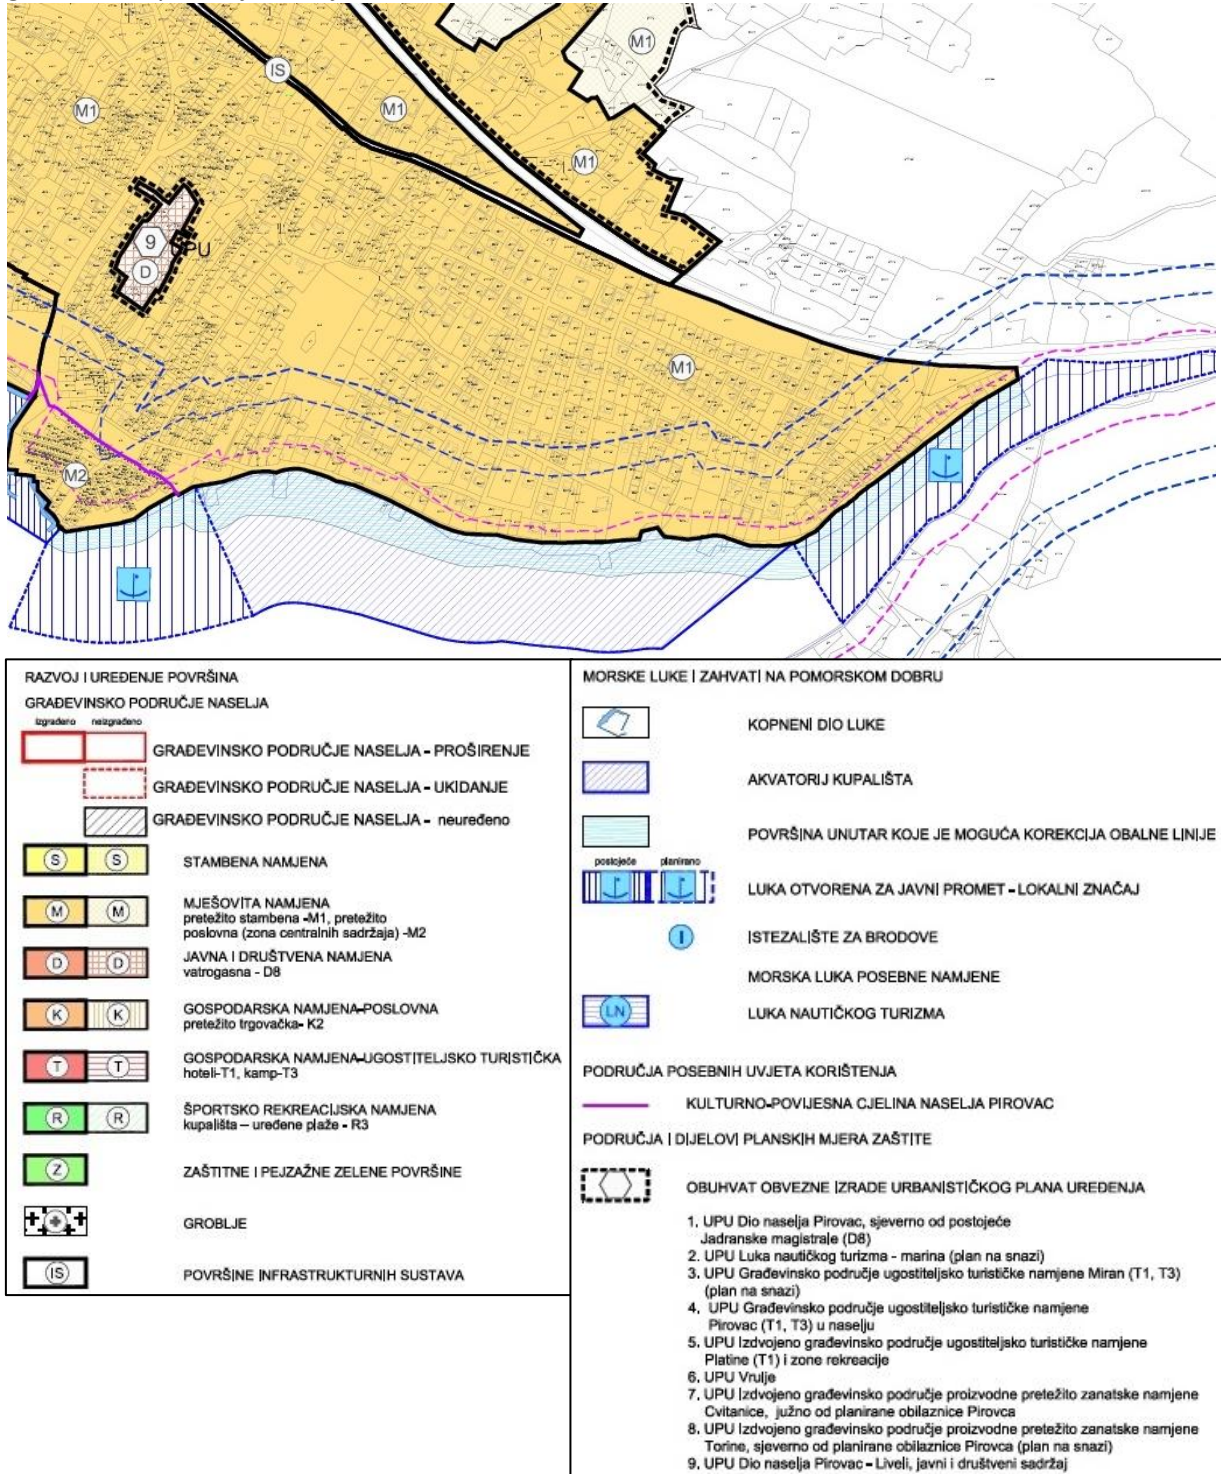 M1
IS
M1
M1
M1
9
UPU
D
M1
M2
RAZVOJ I UREĐENJE POVRŠINA
GRAĐEVINSKO PODRUČJE NASELJA
izgrađeno neizgrađeno
GRAĐEVINSKO PODRUČJE NASELJA - PROŠIRENJE
GRAĐEVINSKO PODRUČJE NASELJA - UKIDANJE
GRAĐEVINSKO PODRUČJE NASELJA - neuređeno
S S STAMBENA NAMJENA
M M MJEŠOVITA NAMJENA
pretežito stambena -M1, pretežito
poslovna (zona centralnih sadržaja) -M2
D D JAVNA I DRUŠTVENA NAMJENA
vatrogasna - D8
K K GOSPODARSKA NAMJENA-POSLOVNA
pretežito trgovačka- K2
T T GOSPODARSKA NAMJENA-UGOSTITELJSKO TURISTIČKA
hoteli-T1, kamp-T3
R R ŠPORTSKO REKREACIJSKA NAMJENA
kupališta – uređene plaže - R3
Z ZAŠTITNE I PEJZAŽNE ZELENE POVRŠINE
GROBLJE
IS POVRŠINE INFRASTRUKTURNIH SUSTAVA
MORSKE LUKE I ZAHVATI NA POMORSKOM DOBRU
KOPNENI DIO LUKE
AKVATORIJ KUPALIŠTA
POVRŠINA UNUTAR KOJE JE MOGUĆA KOREKCIJA OBALNE LINIJE
postojeće planirano
LUKA OTVORENA ZA JAVNI PROMET - LOKALNI ZNAČAJ
I ISTEZALIŠTE ZA BRODOVE
MORSKA LUKA POSEBNE NAMJENE
LN LUKA NAUTIČKOG TURIZMA
PODRUČJA POSEBNIH UVJETA KORIŠTENJA
KULTURNO-POVIJESNA CJELINA NASELJA PIROVAC
PODRUČJA I DIJELOVI PLANSKIH MJERA ZAŠTITE
OBUHVAT OBVEZNE IZRADE URBANISTIČKOG PLANA UREĐENJA
1. UPU Dio naselja Pirovac, sjeverno od postojeće
Jadranske magistrale (D8)
2. UPU Luka nautičkog turizma - marina (plan na snazi)
3. UPU Građevinsko područje ugostiteljsko turističke namjene Miran (T1, T3)
(plan na snazi)
4. UPU Građevinsko područje ugostiteljsko turističke namjene
Pirovac (T1, T3) u naselju
5. UPU Izdvojeno građevinsko područje ugostiteljsko turističke namjene
Platine (T1) i zone rekreacije
6. UPU Vrulje
7. UPU Izdvojeno građevinsko područje proizvodne pretežito zanatske namjene
Cvitanice, južno od planirane obilaznice Pirovca
8. UPU Izdvojeno građevinsko područje proizvodne pretežito zanatske namjene
Torine, sjeverno od planirane obilaznice Pirovca (plan na snazi)
9. UPU Dio naselja Pirovac - Liveli, javni i društveni sadržaj